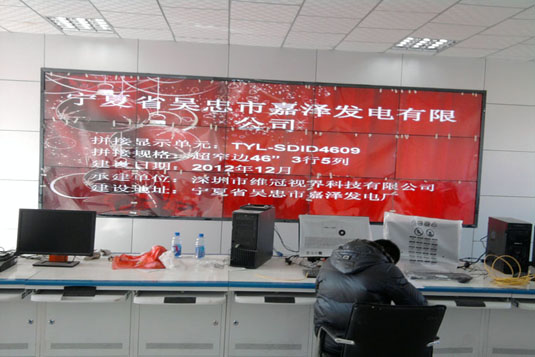 宁夏省吴忠市嘉泽发电有限
公司
拼接显示单元：TYL-SDID4609
拼接规格：超窄边46” 3行5列
建设日期：2012年12月
承建单位：深圳市维冠视界科技有限公司
建设地址：宁夏省吴忠市嘉泽发电厂